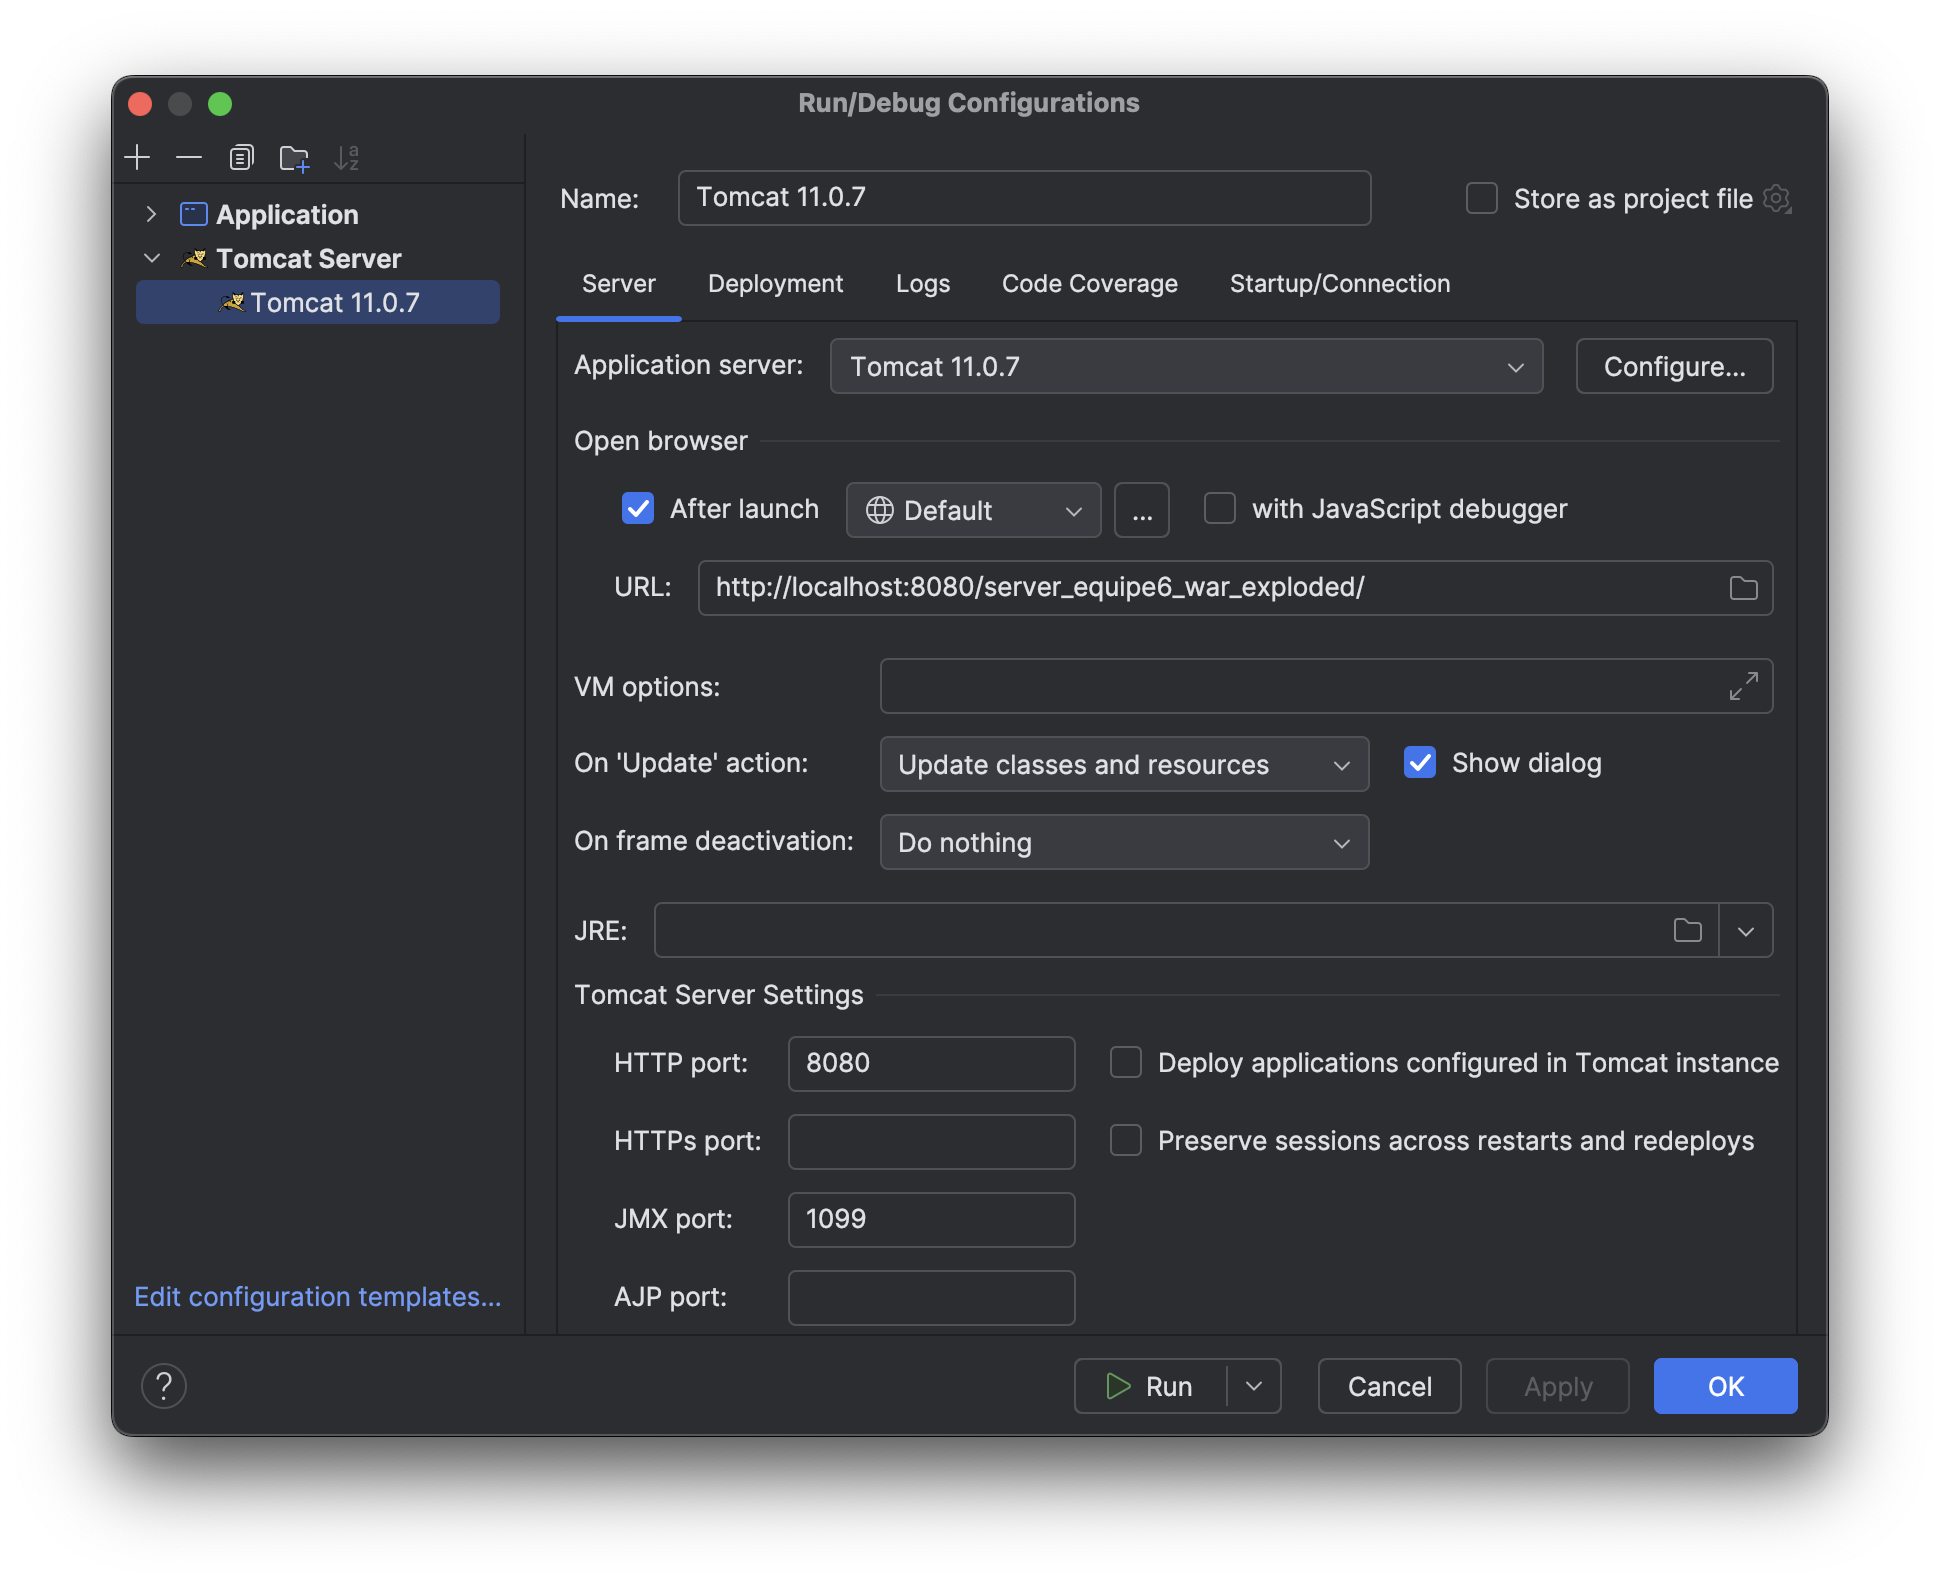 Run/Debug Configurations
Application
Tomcat Server
Tomcat 11.0.7
Edit configuration templates...
Name: Tomcat 11.0.7 Store as project file
Server Deployment Logs Code Coverage Startup/Connection
Application server: Tomcat 11.0.7 Configure...
Open browser
After launch Default ... with JavaScript debugger
URL: http://localhost:8080/server_equipe6_war_exploded/
VM options:
On 'Update' action: Update classes and resources Show dialog
On frame deactivation: Do nothing
JRE:
Tomcat Server Settings
HTTP port: 8080 Deploy applications configured in Tomcat instance
HTTPs port: Preserve sessions across restarts and redeploys
JMX port: 1099
AJP port:
? Run Cancel Apply OK